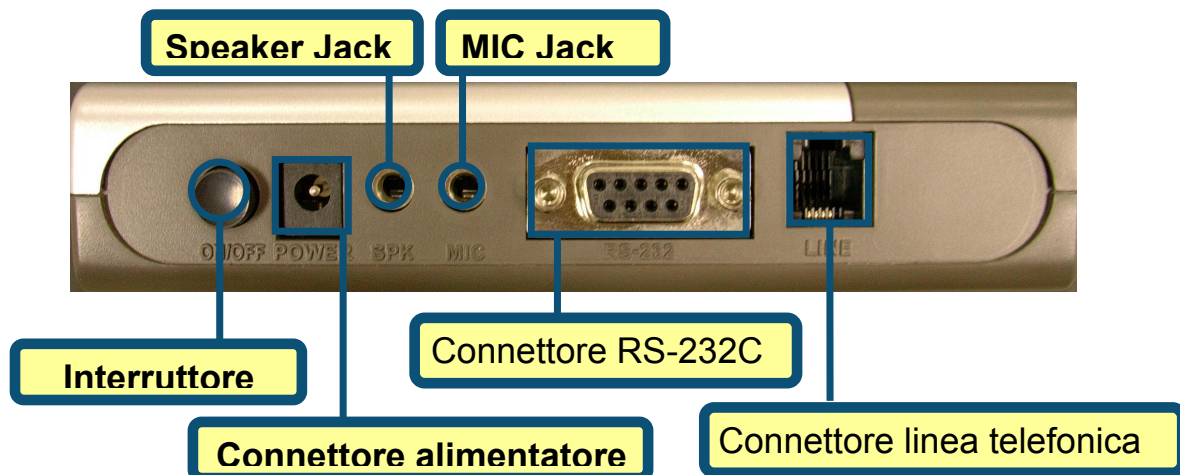 Speaker Jack
MIC Jack
ON/OFF POWER SPK MIC RS-232 LINE
Connettore RS-232C
Interruttore
Connettore linea telefonica
Connettore alimentatore